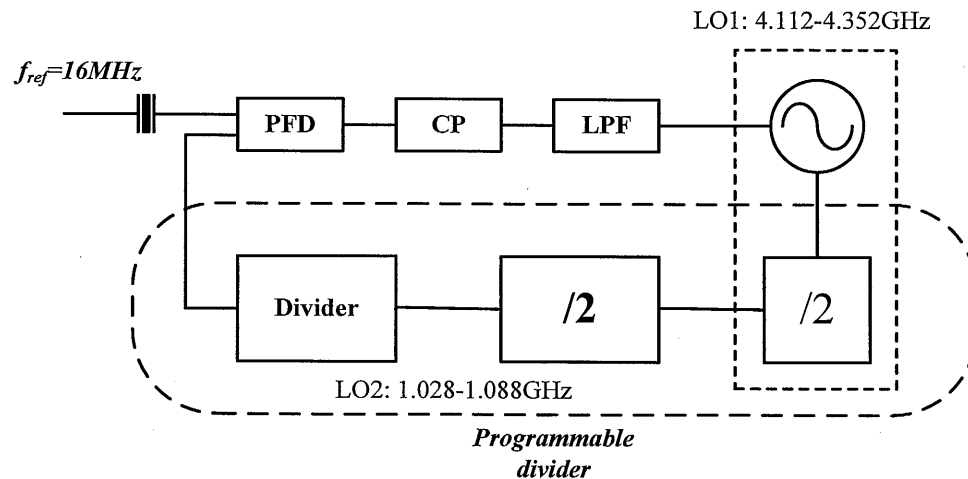 LO1: 4.112-4.352GHz
f_ref=16MHz
PFD
CP
LPF
Divider
/2
/2
LO2: 1.028-1.088GHz
Programmable
divider